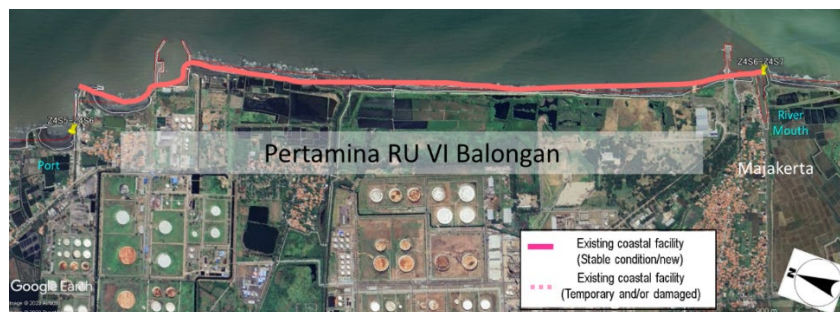 Z4S6-Z4S7
Z4S5-Z4S6
River
Mouth
Port
Pertamina RU VI Balongan
Majakerta
Existing coastal facility
(Stable condition/new)
Existing coastal facility
(Temporary and/or damaged)
N
Google Earth